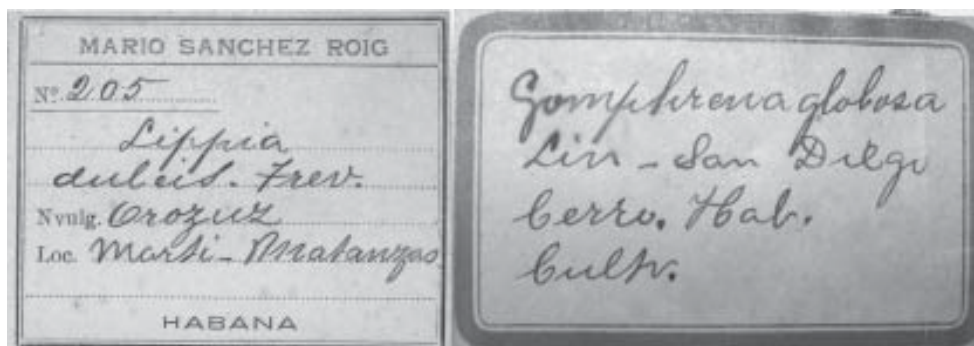 MARIO SANCHEZ ROIG
Nº. 205
Lippia
dulcis. Trev.
Nvulg. Orozuz
Loc. Marti - Matanzas
HABANA
Gomphrena globosa
Lin - San Diego
Cerro. Hab.
Cultv.